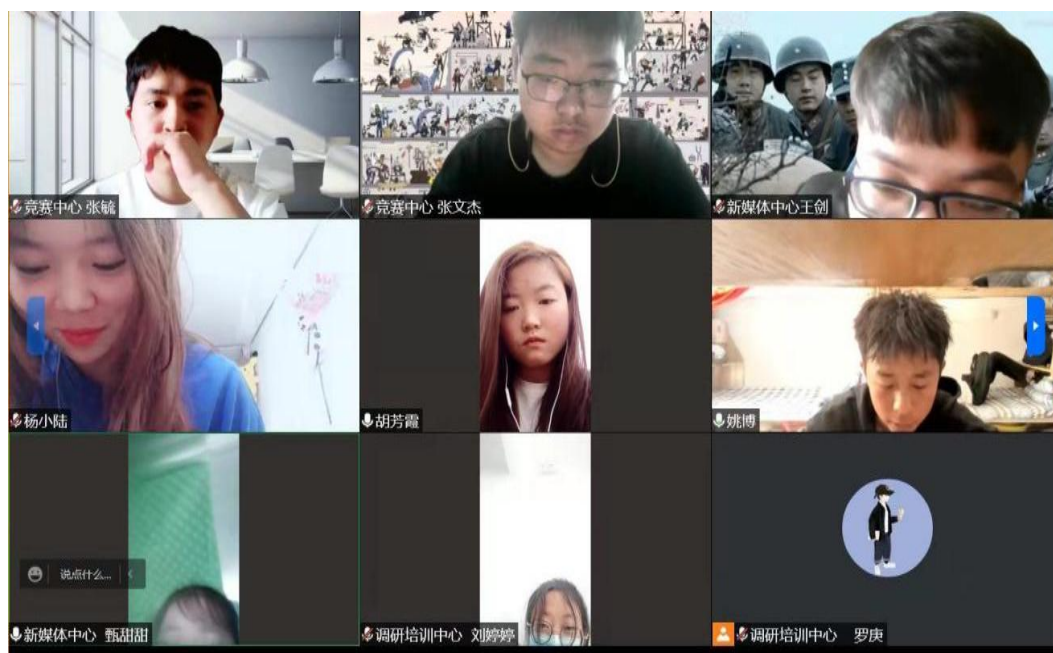 竞赛中心 张毓
竞赛中心 张文杰
新媒体中心王剑
杨小陆
胡芳霞
姚博
说点什么...
新媒体中心 甄甜甜
调研培训中心 刘婷婷
调研培训中心 罗庚